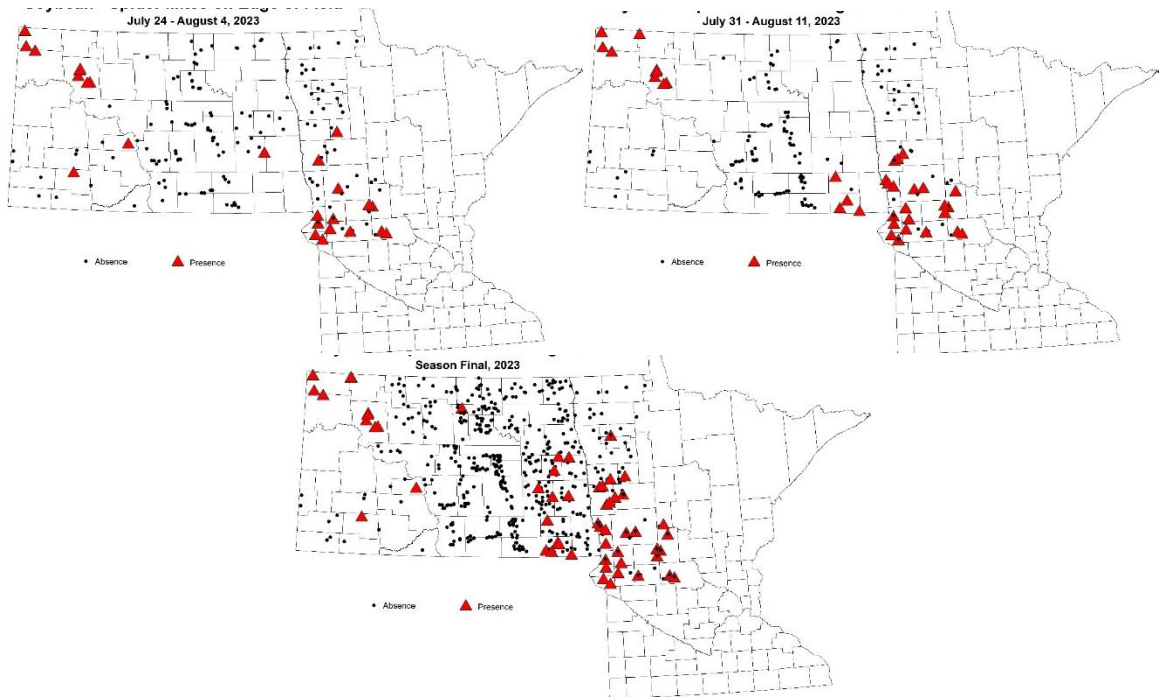 July 24 - August 4, 2023
Absence
Presence
July 31 - August 11, 2023
Absence
Presence
Season Final, 2023
Absence
Presence